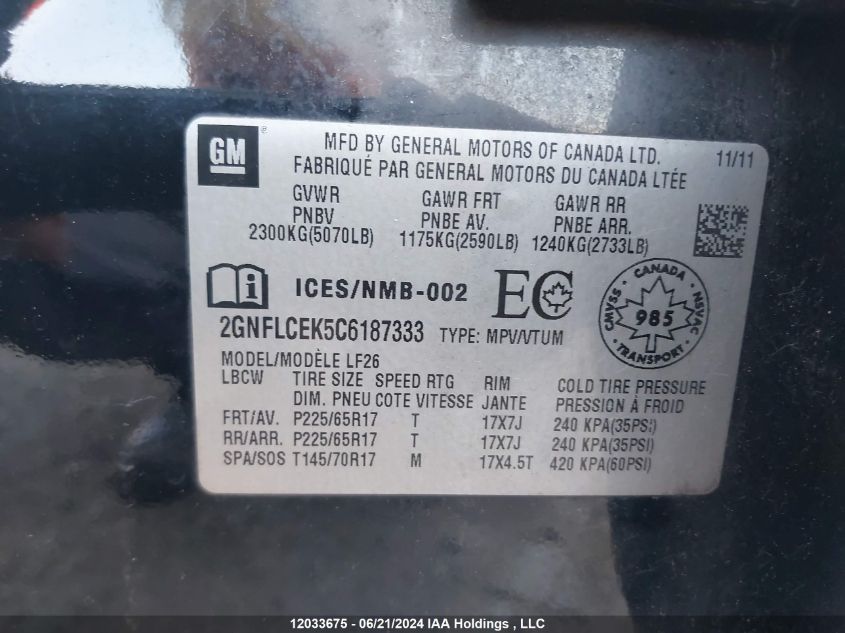 GM
MFD BY GENERAL MOTORS OF CANADA LTD. 11/11
FABRIQUÉ PAR GENERAL MOTORS DU CANADA LTÉE
GVWR GAWR FRT GAWR RR
PNBV PNBE AV. PNBE ARR.
2300KG(5070LB) 1175KG(2590LB) 1240KG(2733LB)
ICES/NMB-002 EC
CANADA
CMVSS 985 NSVAC
TRANSPORT
2GNFLCEK5C6187333 TYPE: MPV/VTUM
MODEL/MODÈLE LF26
LBCW TIRE SIZE SPEED RTG RIM COLD TIRE PRESSURE
DIM. PNEU COTE VITESSE JANTE PRESSION À FROID
FRT/AV. P225/65R17 T 17X7J 240 KPA(35PSI)
RR/ARR. P225/65R17 T 17X7J 240 KPA(35PSI)
SPA/SOS T145/70R17 M 17X4.5T 420 KPA(60PSI)
12033675 - 06/21/2024 IAA Holdings , LLC